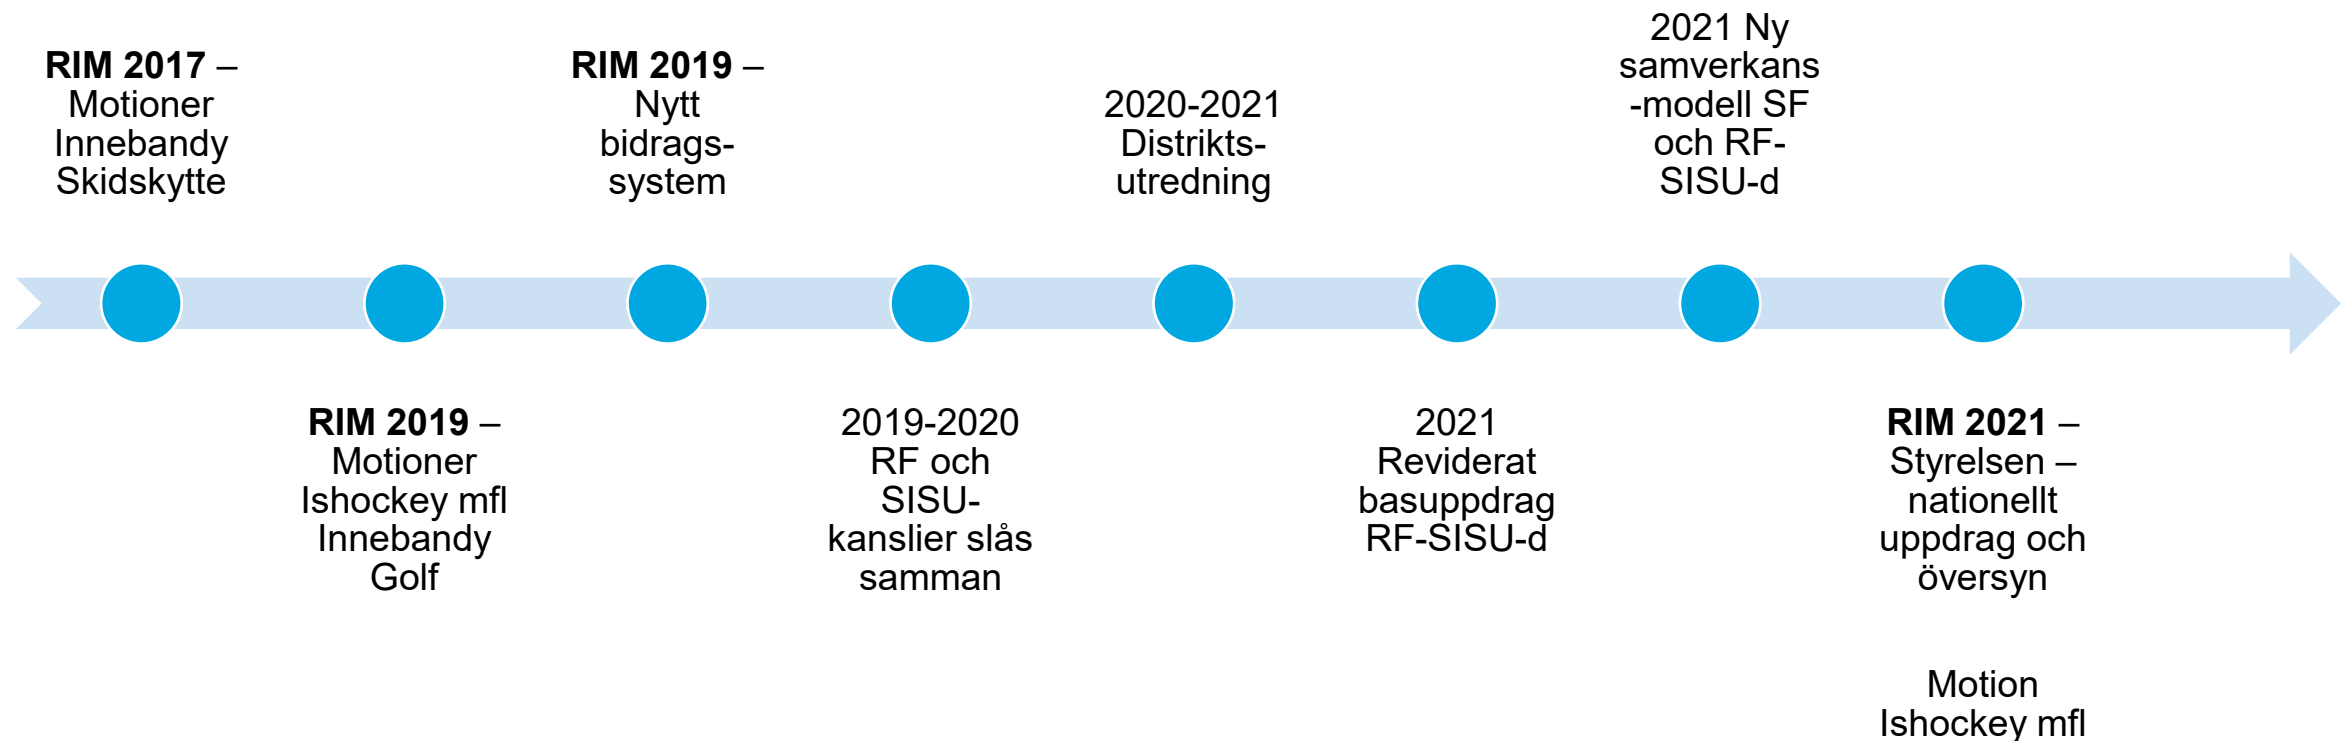 RIM 2017 –
Motioner
Innebandy
Skidskytte
RIM 2019 –
Motioner
Ishockey mfl
Innebandy
Golf
RIM 2019 –
Nytt
bidrags-
system
2019-2020
RF och
SISU-
kanslier slås
samman
2020-2021
Distrikts-
utredning
2021
Reviderat
basuppdrag
RF-SISU-d
2021 Ny
samverkans
-modell SF
och RF-
SISU-d
RIM 2021 –
Styrelsen –
nationellt
uppdrag och
översyn
Motion
Ishockey mfl